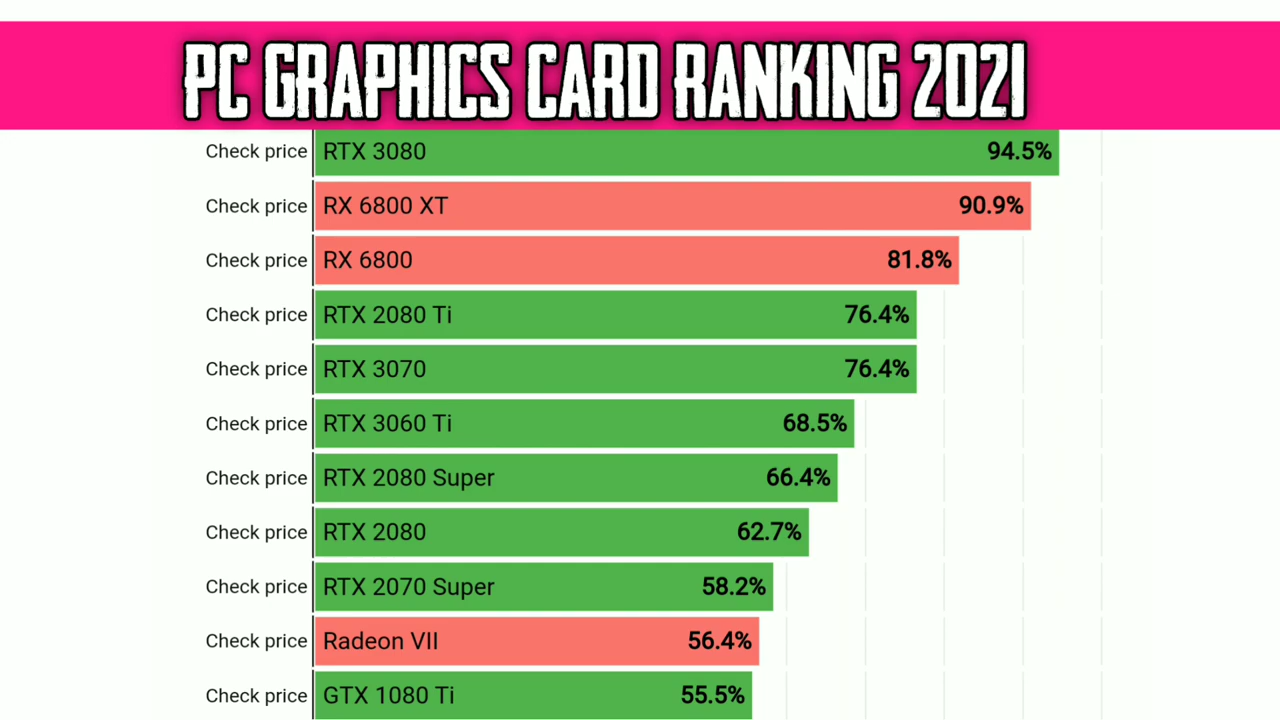 PC GRAPHICS CARD RANKING 2021
Check price RTX 3080 94.5%
Check price RX 6800 XT 90.9%
Check price RX 6800 81.8%
Check price RTX 2080 Ti 76.4%
Check price RTX 3070 76.4%
Check price RTX 3060 Ti 68.5%
Check price RTX 2080 Super 66.4%
Check price RTX 2080 62.7%
Check price RTX 2070 Super 58.2%
Check price Radeon VII 56.4%
Check price GTX 1080 Ti 55.5%